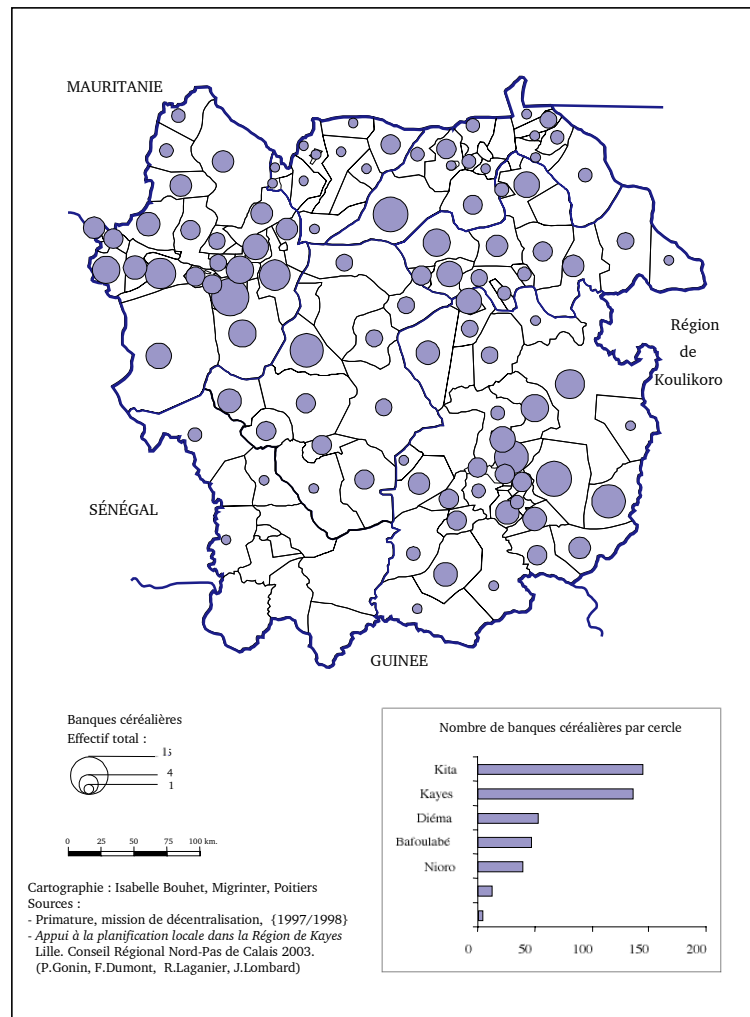 MAURITANIE
Région
de
Koulikoro
SÉNÉGAL
GUINEE
Banques céréalières
Effectif total :
15
4
1
0 25 50 75 100 km.
Nombre de banques céréalières par cercle
Kita
Kayes
Diéma
Bafoulabé
Nioro
0 50 100 150 200
Cartographie : Isabelle Bouhet, Migrinter, Poitiers
Sources :
- Primature, mission de décentralisation, {1997/1998}
- Appui à la planification locale dans la Région de Kayes
Lille. Conseil Régional Nord-Pas de Calais 2003.
(P.Gonin, F.Dumont, R.Laganier, J.Lombard)